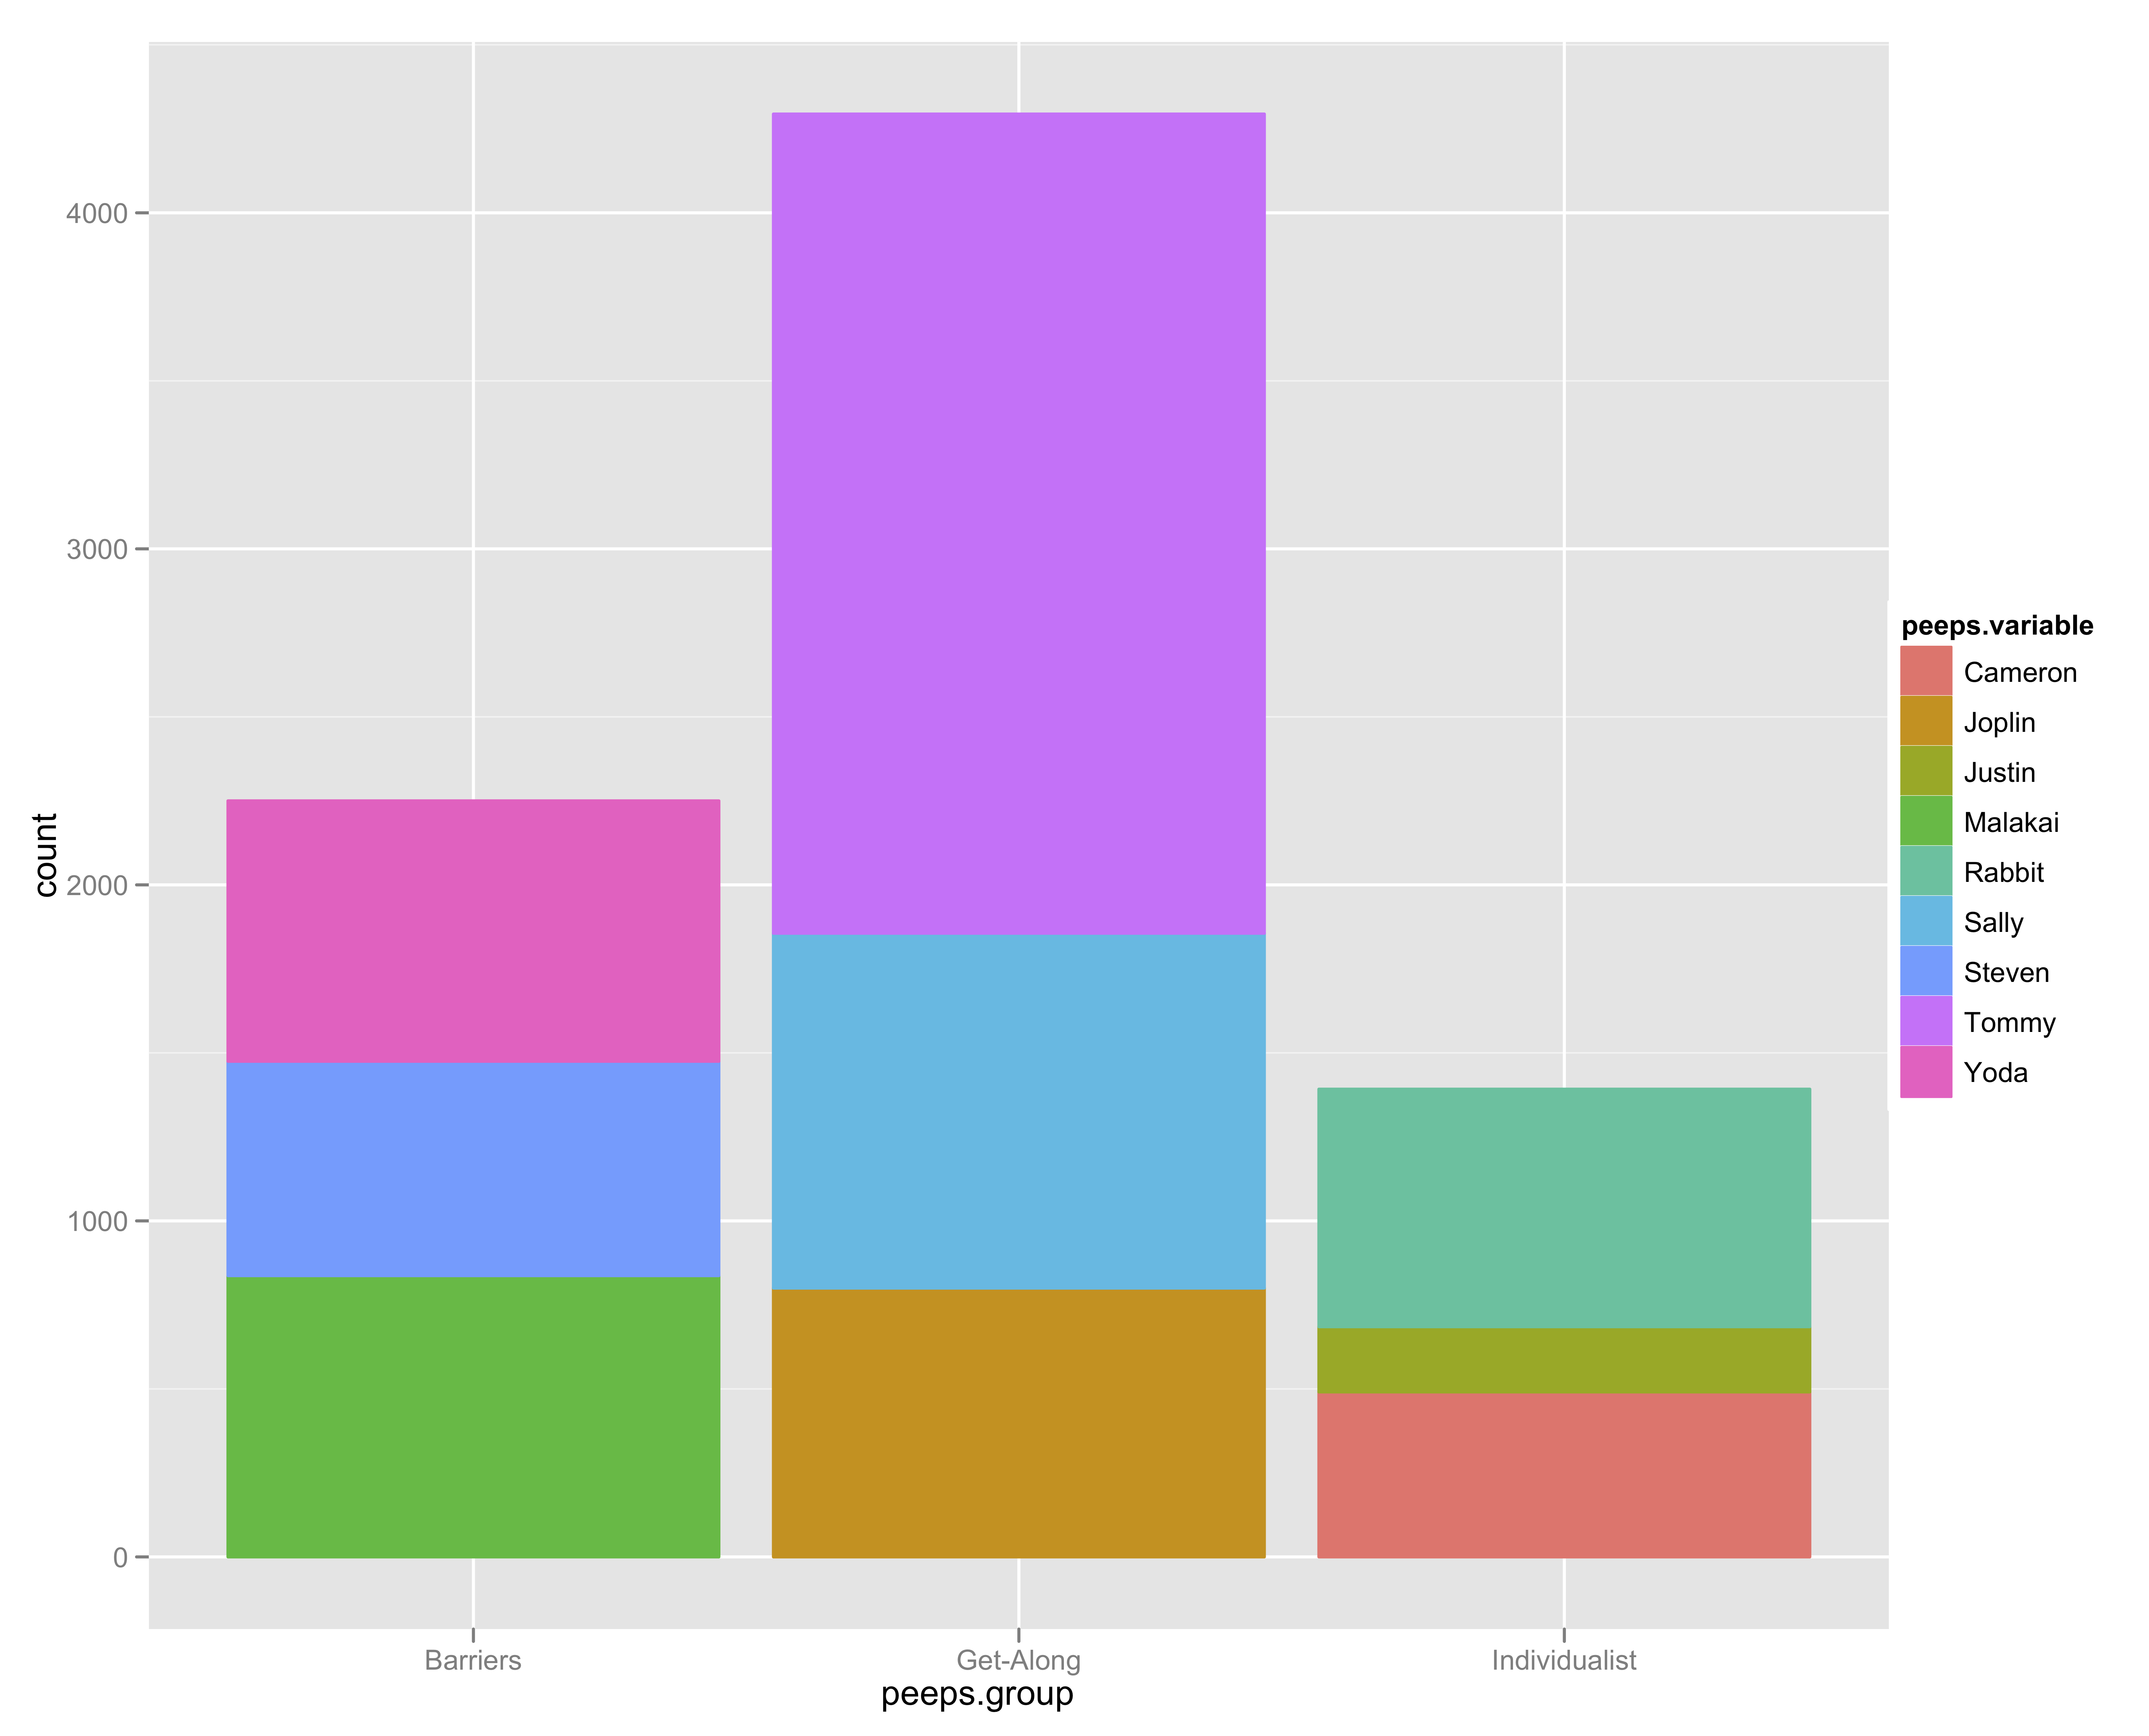 count
4000
3000
2000
1000
0
Barriers
Get-Along
Individualist
peeps.group
peeps.variable
Cameron
Joplin
Justin
Malakai
Rabbit
Sally
Steven
Tommy
Yoda